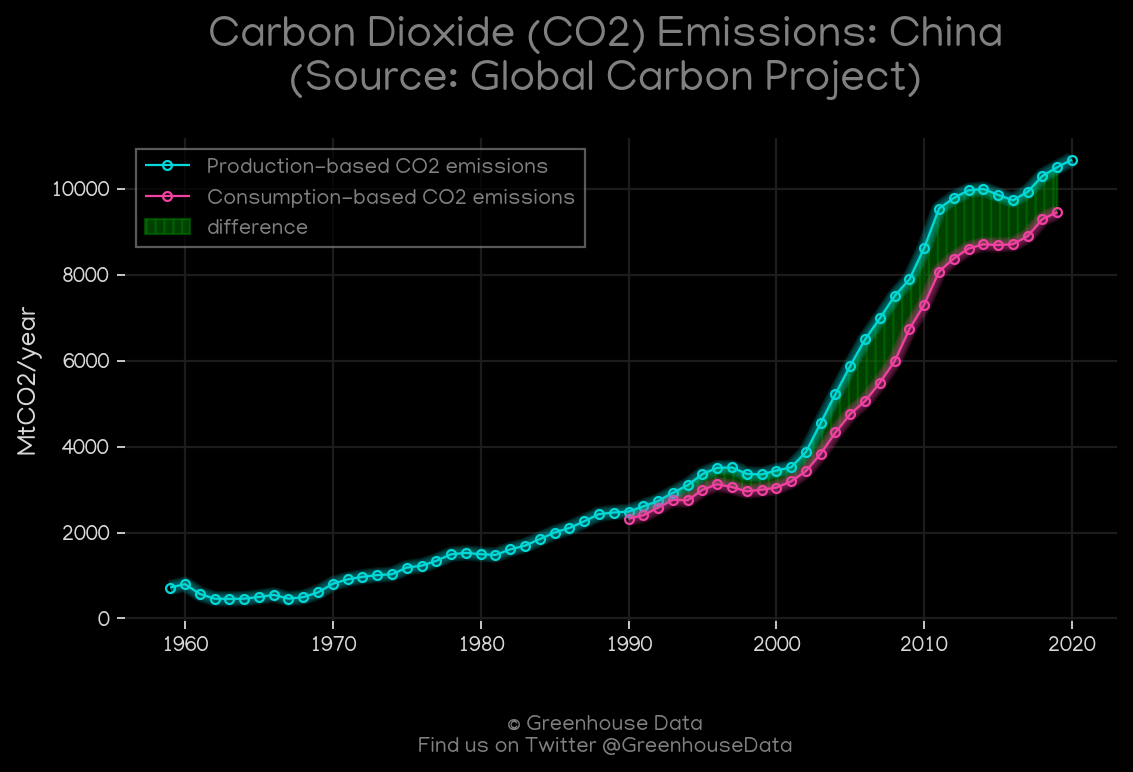 Carbon Dioxide (CO2) Emissions: China
(Source: Global Carbon Project)
Production-based CO2 emissions
Consumption-based CO2 emissions
difference
MtCO2/year
10000
8000
6000
4000
2000
0
1960 1970 1980 1990 2000 2010 2020
© Greenhouse Data
Find us on Twitter @GreenhouseData